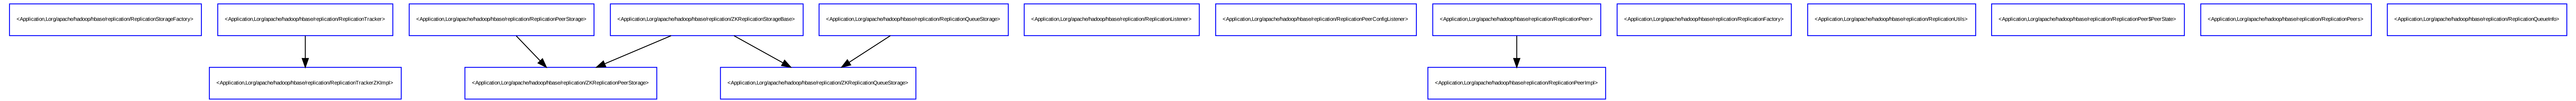 <Application,Lorg/apache/hadoop/hbase/replication/ReplicationStorageFactory>
<Application,Lorg/apache/hadoop/hbase/replication/ReplicationTracker>
<Application,Lorg/apache/hadoop/hbase/replication/ReplicationPeerStorage>
<Application,Lorg/apache/hadoop/hbase/replication/ZKReplicationStorageBase>
<Application,Lorg/apache/hadoop/hbase/replication/ReplicationQueueStorage>
<Application,Lorg/apache/hadoop/hbase/replication/ReplicationListener>
<Application,Lorg/apache/hadoop/hbase/replication/ReplicationPeerConfigListener>
<Application,Lorg/apache/hadoop/hbase/replication/ReplicationPeer>
<Application,Lorg/apache/hadoop/hbase/replication/ReplicationFactory>
<Application,Lorg/apache/hadoop/hbase/replication/ReplicationUtils>
<Application,Lorg/apache/hadoop/hbase/replication/ReplicationPeer$PeerState>
<Application,Lorg/apache/hadoop/hbase/replication/ReplicationPeers>
<Application,Lorg/apache/hadoop/hbase/replication/ReplicationQueueInfo>
<Application,Lorg/apache/hadoop/hbase/replication/ReplicationTrackerZKImpl>
<Application,Lorg/apache/hadoop/hbase/replication/ZKReplicationPeerStorage>
<Application,Lorg/apache/hadoop/hbase/replication/ZKReplicationQueueStorage>
<Application,Lorg/apache/hadoop/hbase/replication/ReplicationPeerImpl>